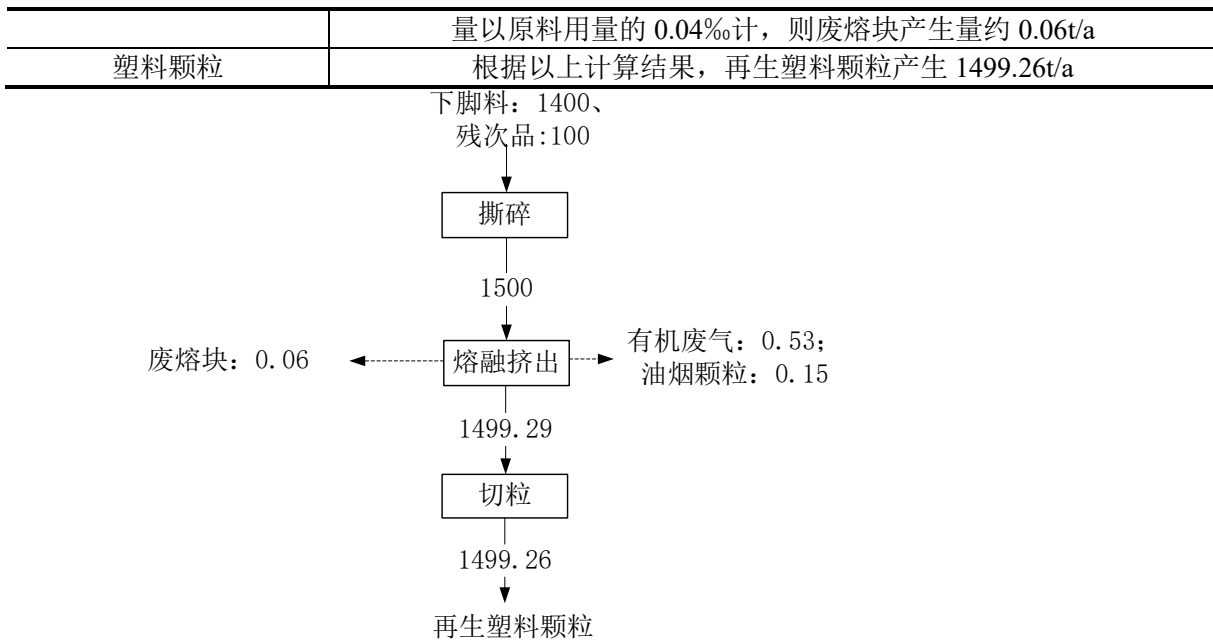 量以原料用量的 0.04‰计，则废熔块产生量约 0.06t/a
塑料颗粒 根据以上计算结果，再生塑料颗粒产生 1499.26t/a
下脚料：1400、
残次品:100
撕碎
1500
废熔块：0.06
熔融挤出
有机废气：0.53；
油烟颗粒：0.15
1499.29
切粒
1499.26
再生塑料颗粒